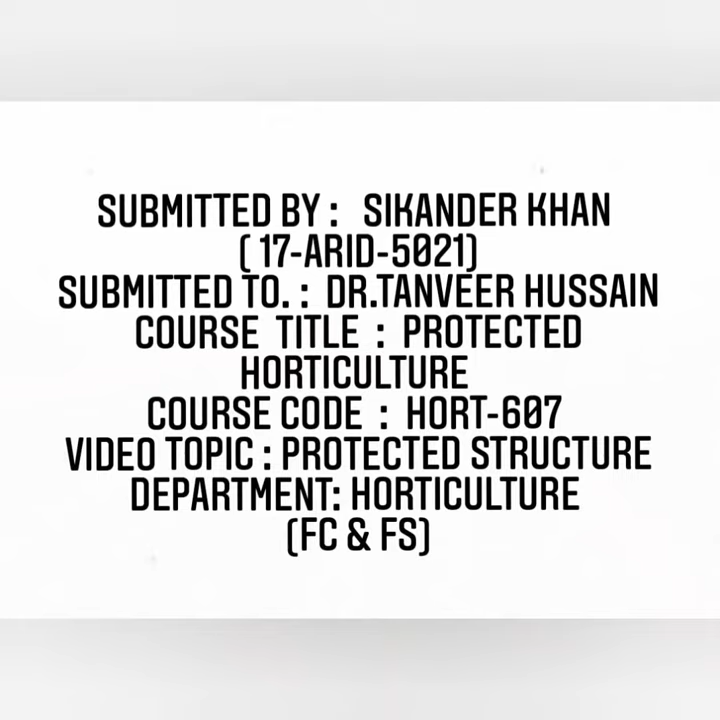 SUBMITTED BY : SIKANDER KHAN
( 17-ARID-5021)
SUBMITTED TO. : DR.TANVEER HUSSAIN
COURSE TITLE : PROTECTED
HORTICULTURE
COURSE CODE : HORT-607
VIDEO TOPIC : PROTECTED STRUCTURE
DEPARTMENT: HORTICULTURE
(FC & FS)